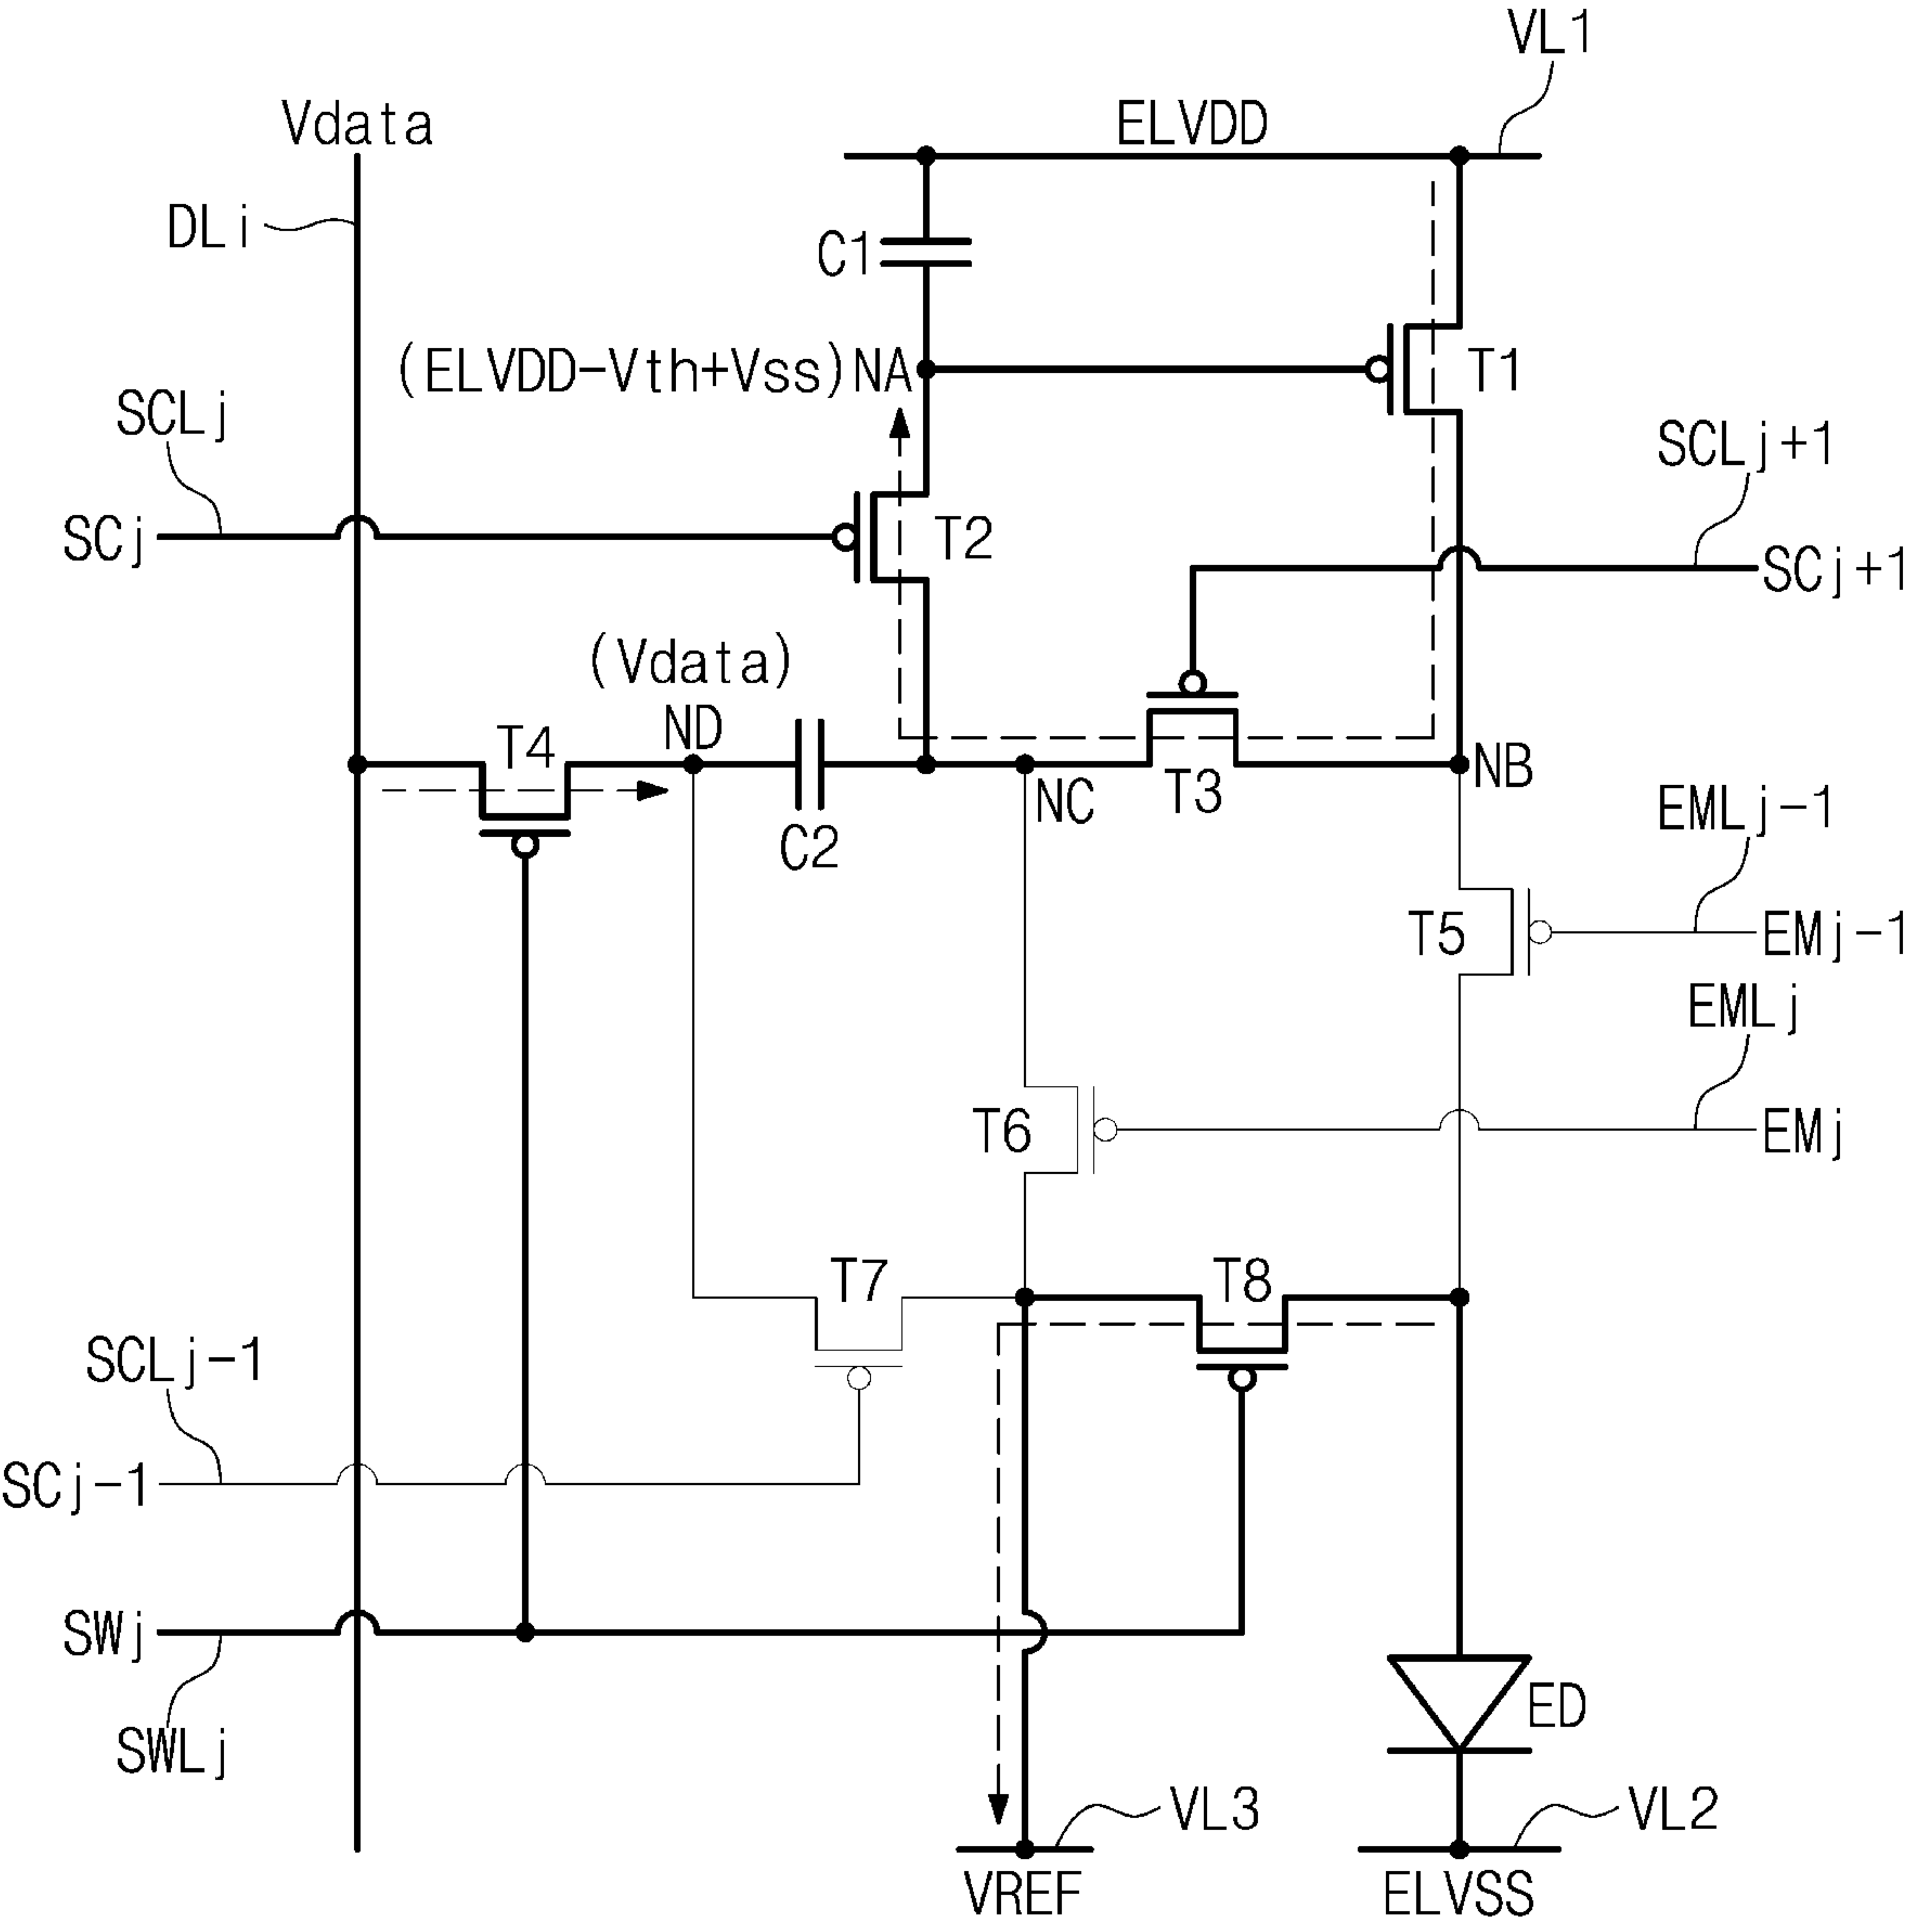 VL1
Vdata
ELVDD
DLi
C1
(ELVDD-Vth+Vss)NA
T1
SCLj
SCLj+1
SCj
T2
SCj+1
(Vdata)
ND
T4
NB
NC
T3
EMLj-1
C2
T5
EMj-1
EMLj
T6
EMj
T7
T8
SCLj-1
SCj-1
SWj
ED
SWLj
VL3
VL2
VREF
ELVSS